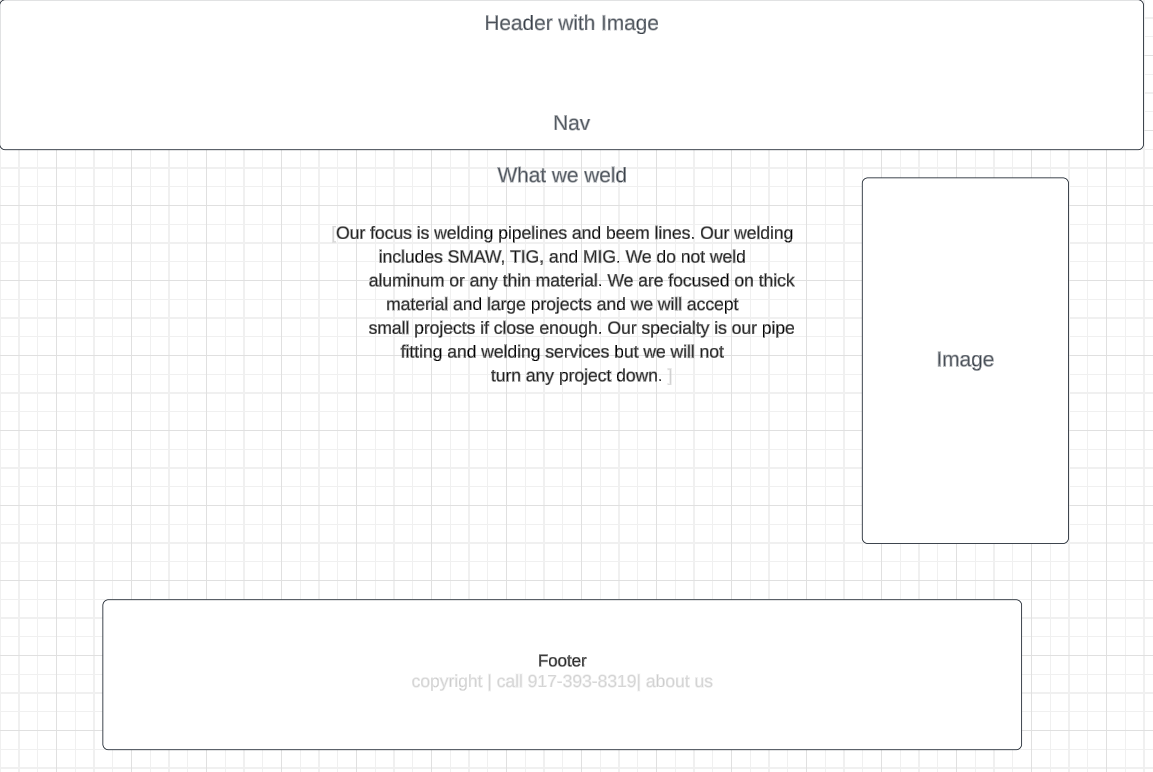 Header with Image
Nav
What we weld
[Our focus is welding pipelines and beem lines. Our welding
includes SMAW, TIG, and MIG. We do not weld
aluminum or any thin material. We are focused on thick
material and large projects and we will accept
small projects if close enough. Our specialty is our pipe
fitting and welding services but we will not
turn any project down. ]
Image
Footer
copyright | call 917-393-8319| about us